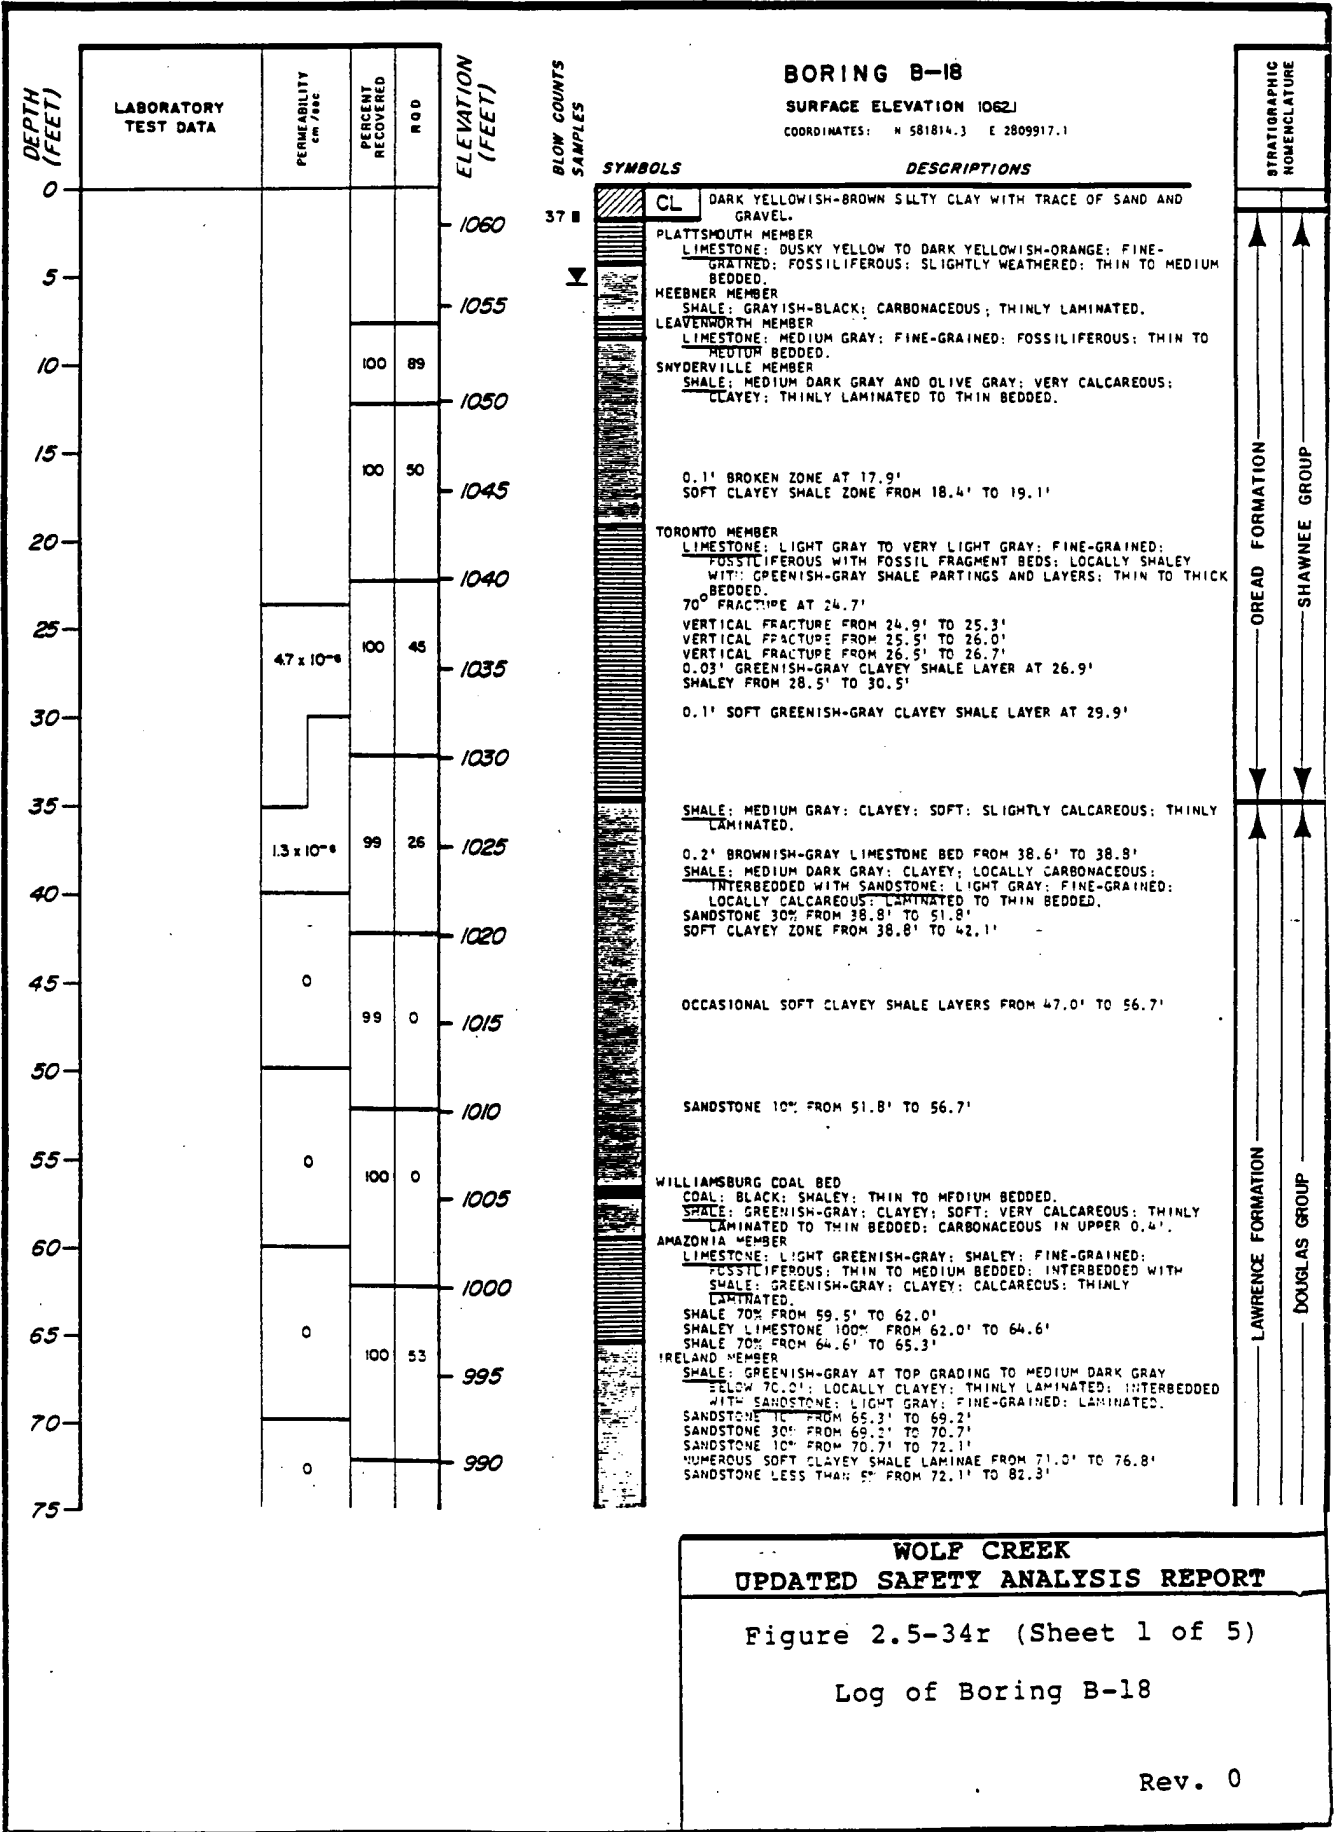 DEPTH
(FEET)
LABORATORY
TEST DATA
PERMEABILITY
cm /sec
PERCENT
RECOVERED
RQD
ELEVATION
(FEET)
BLOW COUNTS
SAMPLES
BORING B-18
SURFACE ELEVATION 1062.1
COORDINATES: N 581814.3 E 2809917.1
SYMBOLS
DESCRIPTIONS
STRATIGRAPHIC
NOMENCLATURE
0
5
10
15
20
25
30
35
40
45
50
55
60
65
70
75
4.7 x 10⁻⁶
1.3 x 10⁻⁶
0
0
0
0
100 89
100 50
100 45
99 26
99 0
100 0
100 53
1060
1055
1050
1045
1040
1035
1030
1025
1020
1015
1010
1005
1000
995
990
37
CL
DARK YELLOWISH-BROWN SILTY CLAY WITH TRACE OF SAND AND
GRAVEL.
PLATTSMOUTH MEMBER
LIMESTONE: DUSKY YELLOW TO DARK YELLOWISH-ORANGE: FINE-
GRAINED: FOSSILIFEROUS: SLIGHTLY WEATHERED: THIN TO MEDIUM
BEDDED.
HEEBNER MEMBER
SHALE: GRAYISH-BLACK: CARBONACEOUS; THINLY LAMINATED.
LEAVENWORTH MEMBER
LIMESTONE: MEDIUM GRAY: FINE-GRAINED: FOSSILIFEROUS: THIN TO
MEDIUM BEDDED.
SNYDERVILLE MEMBER
SHALE: MEDIUM DARK GRAY AND OLIVE GRAY: VERY CALCAREOUS:
CLAYEY: THINLY LAMINATED TO THIN BEDDED.
0.1' BROKEN ZONE AT 17.9'
SOFT CLAYEY SHALE ZONE FROM 18.4' TO 19.1'
TORONTO MEMBER
LIMESTONE: LIGHT GRAY TO VERY LIGHT GRAY: FINE-GRAINED:
FOSSILIFEROUS WITH FOSSIL FRAGMENT BEDS: LOCALLY SHALEY
WITH GREENISH-GRAY SHALE PARTINGS AND LAYERS: THIN TO THICK
BEDDED.
70° FRACTURE AT 24.7'
VERTICAL FRACTURE FROM 24.9' TO 25.3'
VERTICAL FRACTURE FROM 25.5' TO 26.0'
VERTICAL FRACTURE FROM 26.5' TO 26.7'
0.03' GREENISH-GRAY CLAYEY SHALE LAYER AT 26.9'
SHALEY FROM 28.5' TO 30.5'
0.1' SOFT GREENISH-GRAY CLAYEY SHALE LAYER AT 29.9'
SHALE: MEDIUM GRAY: CLAYEY: SOFT: SLIGHTLY CALCAREOUS: THINLY
LAMINATED.
0.2' BROWNISH-GRAY LIMESTONE BED FROM 38.6' TO 38.8'
SHALE: MEDIUM DARK GRAY: CLAYEY: LOCALLY CARBONACEOUS:
INTERBEDDED WITH SANDSTONE: LIGHT GRAY: FINE-GRAINED:
LOCALLY CALCAREOUS: LAMINATED TO THIN BEDDED.
SANDSTONE 30% FROM 38.8' TO 51.8'
SOFT CLAYEY ZONE FROM 38.8' TO 42.1'
OCCASIONAL SOFT CLAYEY SHALE LAYERS FROM 47.0' TO 56.7'
SANDSTONE 10% FROM 51.8' TO 56.7'
WILLIAMSBURG COAL BED
COAL: BLACK: SHALEY: THIN TO MEDIUM BEDDED.
SHALE: GREENISH-GRAY: CLAYEY: SOFT: VERY CALCAREOUS: THINLY
LAMINATED TO THIN BEDDED: CARBONACEOUS IN UPPER 0.4'.
AMAZONIA MEMBER
LIMESTONE: LIGHT GREENISH-GRAY: SHALEY: FINE-GRAINED:
FOSSILIFEROUS: THIN TO MEDIUM BEDDED: INTERBEDDED WITH
SHALE: GREENISH-GRAY: CLAYEY: CALCAREOUS: THINLY
LAMINATED.
SHALE 70% FROM 59.5' TO 62.0'
SHALEY LIMESTONE 100% FROM 62.0' TO 64.6'
SHALE 70% FROM 64.6' TO 65.3'
IRELAND MEMBER
SHALE: GREENISH-GRAY AT TOP GRADING TO MEDIUM DARK GRAY
BELOW 70.0': LOCALLY CLAYEY: THINLY LAMINATED: INTERBEDDED
WITH SANDSTONE: LIGHT GRAY: FINE-GRAINED: LAMINATED.
SANDSTONE FROM 65.3' TO 69.2'
SANDSTONE 30% FROM 69.2' TO 70.7'
SANDSTONE 10% FROM 70.7' TO 72.1'
NUMEROUS SOFT CLAYEY SHALE LAMINAE FROM 71.0' TO 76.8'
SANDSTONE LESS THAN 5% FROM 72.1' TO 82.3'
OREAD FORMATION
SHAWNEE GROUP
LAWRENCE FORMATION
DOUGLAS GROUP
WOLF CREEK
UPDATED SAFETY ANALYSIS REPORT
Figure 2.5-34r (Sheet 1 of 5)
Log of Boring B-18
Rev. 0